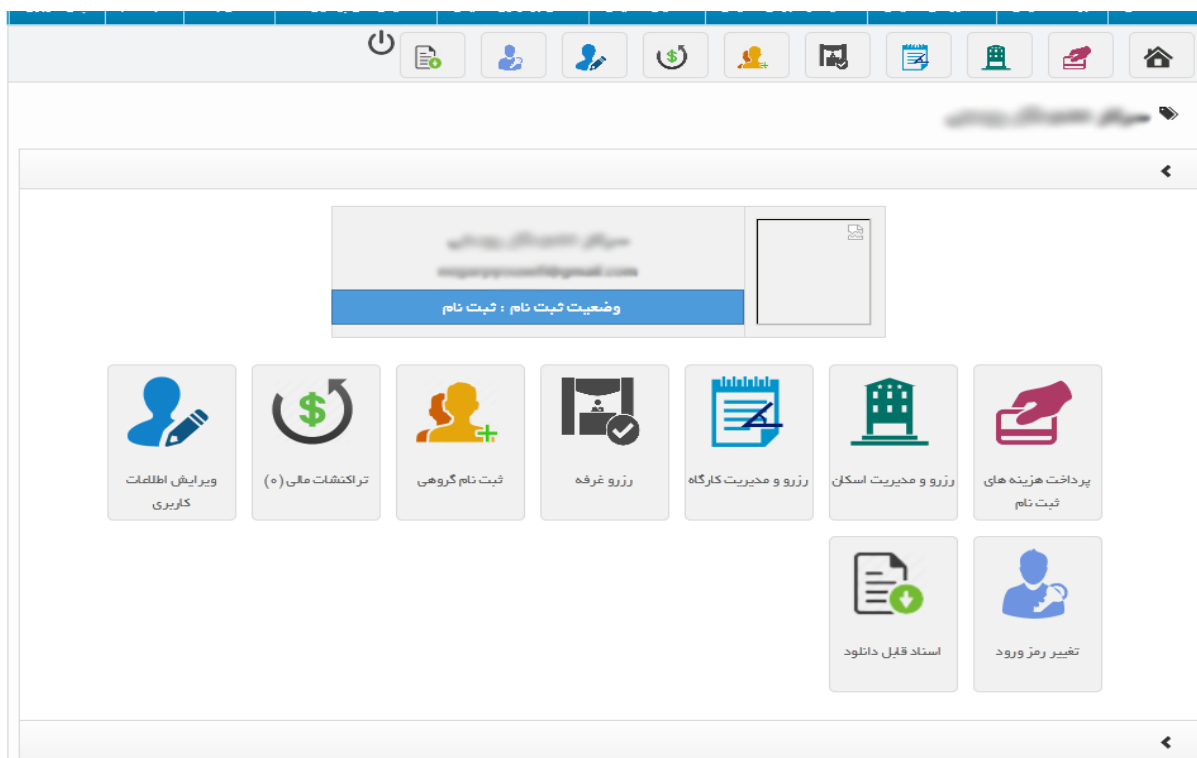 وضعیت ثبت نام : ثبت نام
پرداخت هزینه های
ثبت نام
رزرو و مدیریت اسکان
رزرو و مدیریت کارگاه
رزرو غرفه
ثبت نام گروهی
تراکنشات مالی (۰)
ویرایش اطلاعات
کاربری
تغییر رمز ورود
اسناد قابل دانلود